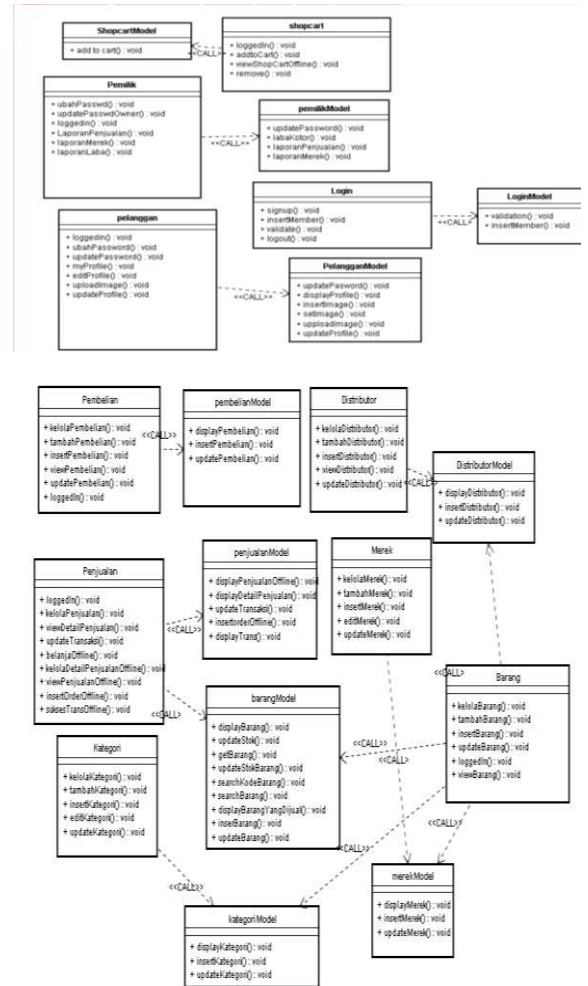 ShopcartModel
+ add to cart() : void
<<CALL>>
shopcart
+ loggedIn() : void
+ addtoCart() : void
+ viewShopCartOffline() : void
+ remove() : void
Pemilik
+ ubahPasswd() : void
+ updatePasswdOwner() : void
+ loggedin() : void
+ LaporanPenjualan() : void
+ laporanMerek() : void
+ laporanLaba() : void
<<CALL>>
pemilikModel
+ updatePassword() : void
+ labaKotor() : void
+ laporanPenjualan() : void
+ laporanMerek() : void
Login
+ signup() : void
+ insertMember() : void
+ validate() : void
+ logout() : void
<<CALL>>
LoginModel
+ validation() : void
+ insertMember() : void
pelanggan
+ loggedIn() : void
+ ubahPassword() : void
+ updatePassword() : void
+ myProfile() : void
+ editProfile() : void
+ uploadImage() : void
+ updateProfile() : void
<<CALL>>
PelangganModel
+ updatePasword() : void
+ displayProfile() : void
+ insertImage() : void
+ setImage() : void
+ upploadImage() : void
+ updateProfile() : void
Pembelian
+ kelolaPembelian() : void
+ tambahPembelian() : void
+ insertPembelian() : void
+ viewPembelian() : void
+ updatePembelian() : void
+ loggedIn() : void
<<CALL>>
pembelianModel
+ displayPembelian() : void
+ insertPembelian() : void
+ updatePembelian() : void
Distributor
+ kelolaDistributor() : void
+ tambahDistributor() : void
+ insertDistributor() : void
+ viewDistributor() : void
+ updateDistributor() : void
<<CALL>>
DistributorModel
+ displayDistributor() : void
+ insertDistributor() : void
+ updateDistributor() : void
Penjualan
+ loggedIn() : void
+ kelolaPenjualan() : void
+ viewDetailPenjualan() : void
+ updateTransaksi() : void
+ belanjaOffline() : void
+ kelolaDetailPenjualanOffline() : void
+ viewPenjualanOffline() : void
+ insertOrderOffline() : void
+ suksesTransOffline() : void
<<CALL>>
<<CALL>>
penjualanModel
+ displayPenjualanOffline() : void
+ displayDetailPenjualan() : void
+ updateTransaksi() : void
+ insertorderOffline() : void
+ displayTrans() : void
Merek
+ kelolaMerek() : void
+ tambahMerek() : void
+ insertMerek() : void
+ editMerek() : void
+ updateMerek() : void
<<CALL>>
Barang
+ kelolaBarang() : void
+ tambahBarang() : void
+ insertBarang() : void
+ updateBarang() : void
+ loggedIn() : void
+ viewBarang() : void
<<CALL>>
<<CALL>>
<<CALL>>
<<CALL>>
barangModel
+ displayBarang() : void
+ updateStok() : void
+ getBarang() : void
+ updateStokBarang() : void
+ searchKodeBarang() : void
+ searchBarang() : void
+ displayBarangYangDijual() : void
+ inserBarang() : void
+ updateBarang() : void
Kategori
+ kelolaKategori() : void
+ tambahKategori() : void
+ insertKategori() : void
+ editKategori() : void
+ updateKategori() : void
<<CALL>>
merekModel
+ displayMerek() : void
+ insertMerek() : void
+ updateMerek() : void
kategoriModel
+ displayKategori() : void
+ insertKategori() : void
+ updateKategori() : void